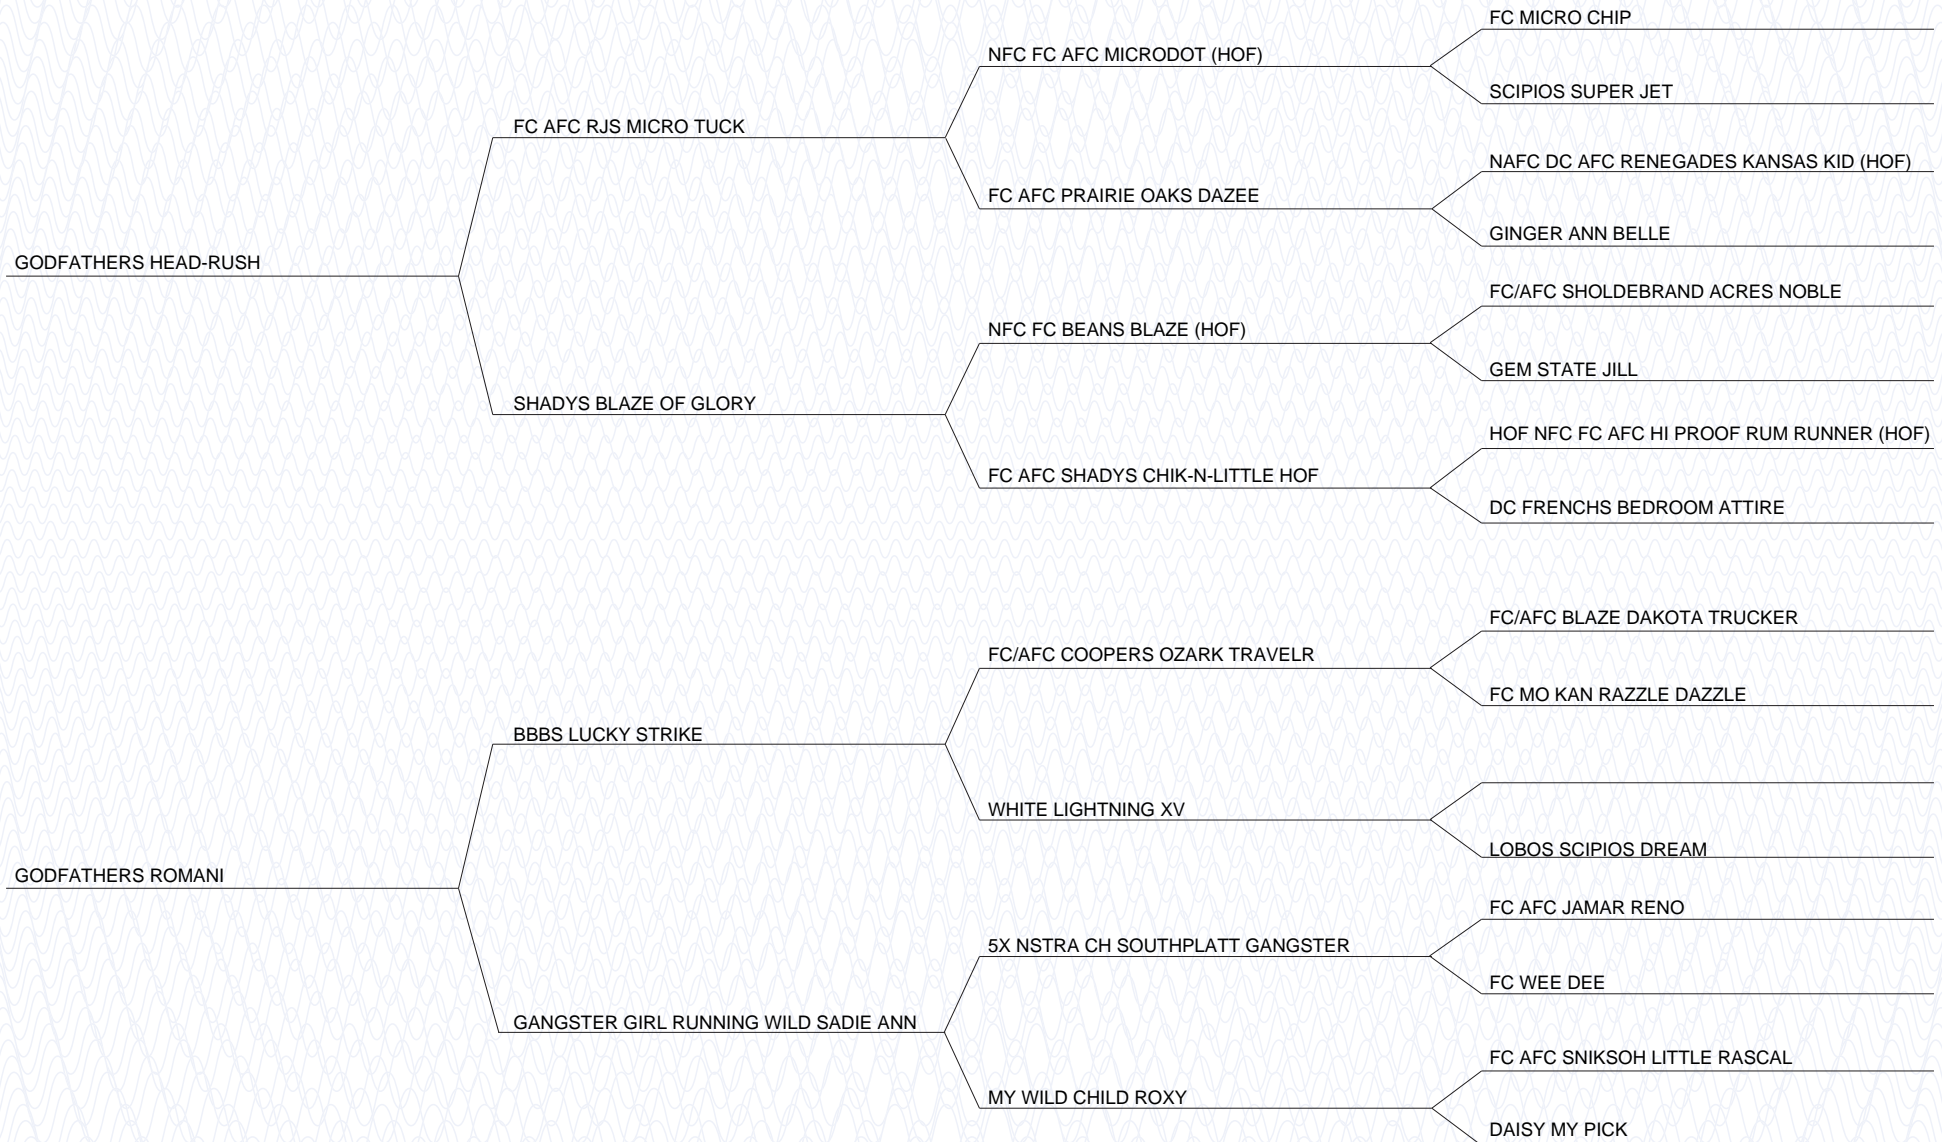 FC MICRO CHIP
NFC FC AFC MICRODOT (HOF)
SCIPIOS SUPER JET
FC AFC RJS MICRO TUCK
NAFC DC AFC RENEGADES KANSAS KID (HOF)
FC AFC PRAIRIE OAKS DAZEE
GINGER ANN BELLE
GODFATHERS HEAD-RUSH
FC/AFC SHOLDEBRAND ACRES NOBLE
NFC FC BEANS BLAZE (HOF)
GEM STATE JILL
SHADYS BLAZE OF GLORY
HOF NFC FC AFC HI PROOF RUM RUNNER (HOF)
FC AFC SHADYS CHIK-N-LITTLE HOF
DC FRENCHS BEDROOM ATTIRE
FC/AFC BLAZE DAKOTA TRUCKER
FC/AFC COOPERS OZARK TRAVELR
FC MO KAN RAZZLE DAZZLE
BBBS LUCKY STRIKE
WHITE LIGHTNING XV
LOBOS SCIPIOS DREAM
GODFATHERS ROMANI
FC AFC JAMAR RENO
5X NSTRA CH SOUTHPLATT GANGSTER
FC WEE DEE
GANGSTER GIRL RUNNING WILD SADIE ANN
FC AFC SNIKSOH LITTLE RASCAL
MY WILD CHILD ROXY
DAISY MY PICK